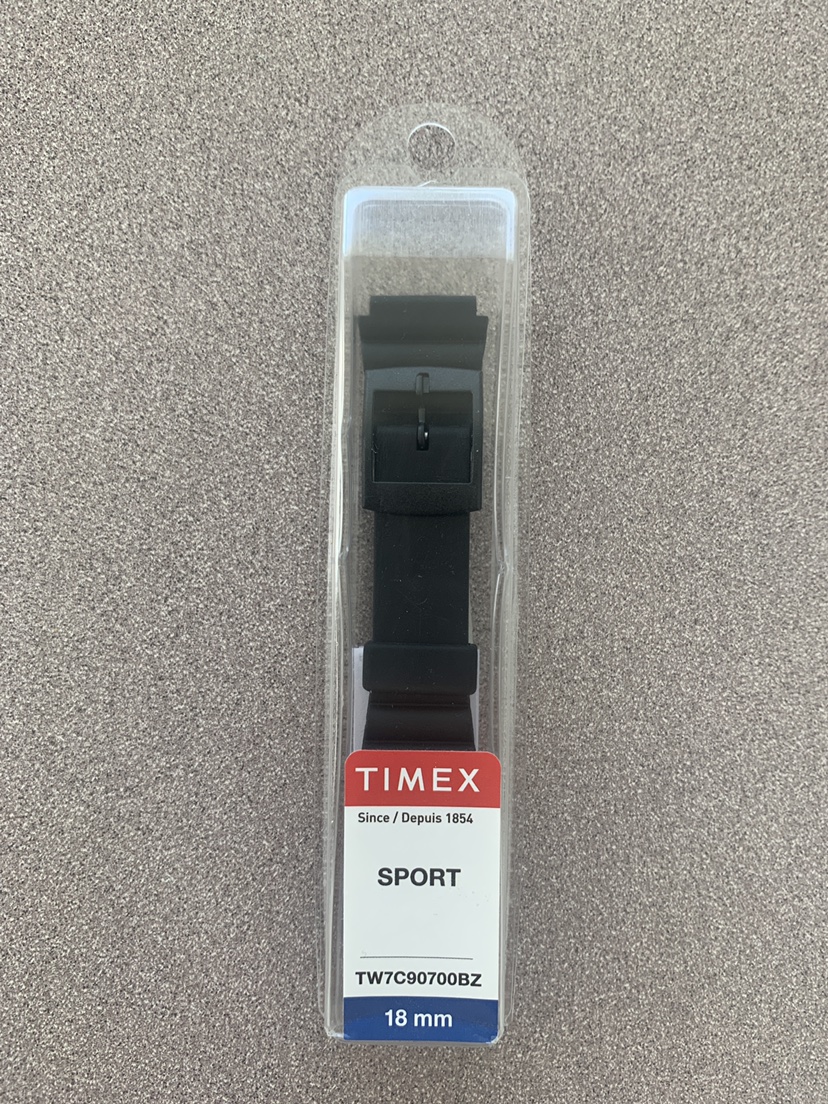 TIMEX
Since / Depuis 1854
SPORT
TW7C90700BZ
18 mm